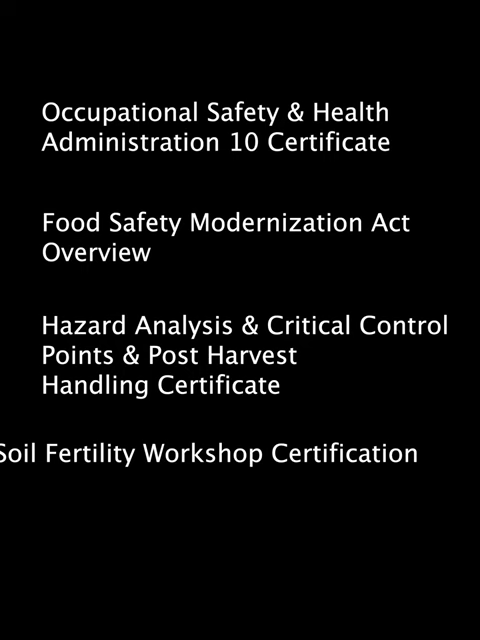 Occupational Safety & Health
Administration 10 Certificate
Food Safety Modernization Act
Overview
Hazard Analysis & Critical Control
Points & Post Harvest
Handling Certificate
Soil Fertility Workshop Certification